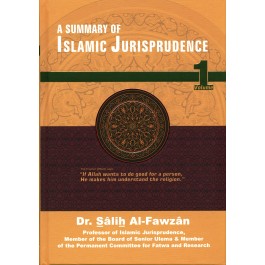 A SUMMARY OF
ISLAMIC JURISPRUDENCE
1
volume
"If Allah wants to do good for a person,
He makes him understand the religion."
Dr. Sâlih Al-Fawzân
Professor of Islamic Jurisprudence,
Member of the Board of Senior Ulema & Member
of the Permanent Committee for Fatwa and Research